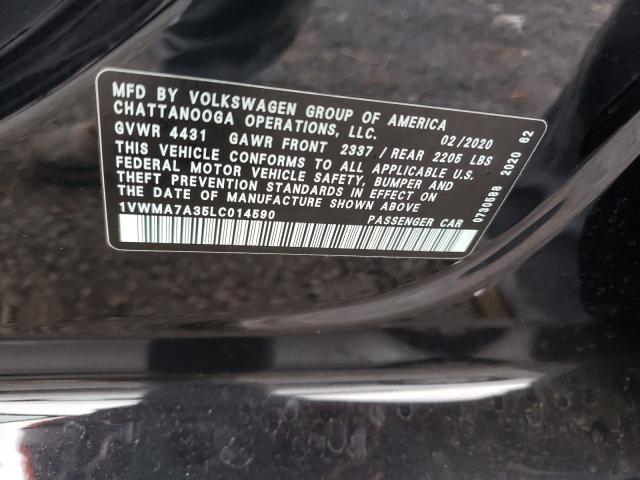 MFD BY VOLKSWAGEN GROUP OF AMERICA
CHATTANOOGA OPERATIONS, LLC.
02/2020
GVWR 4431 GAWR FRONT 2337 / REAR 2205 LBS
THIS VEHICLE CONFORMS TO ALL APPLICABLE U.S.
FEDERAL MOTOR VEHICLE SAFETY, BUMPER AND
THEFT PREVENTION STANDARDS IN EFFECT ON
THE DATE OF MANUFACTURE SHOWN ABOVE
1VWMA7A35LC014590
PASSENGER CAR
0730588 2020 62